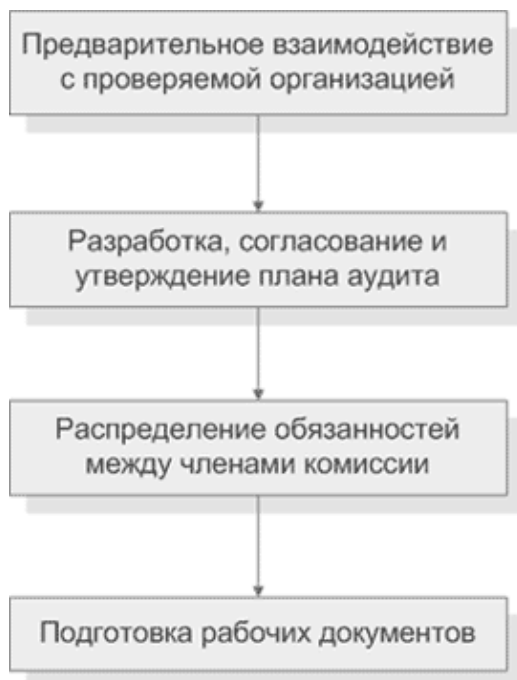 Предварительное взаимодействие
с проверяемой организацией
Разработка, согласование и
утверждение плана аудита
Распределение обязанностей
между членами комиссии
Подготовка рабочих документов